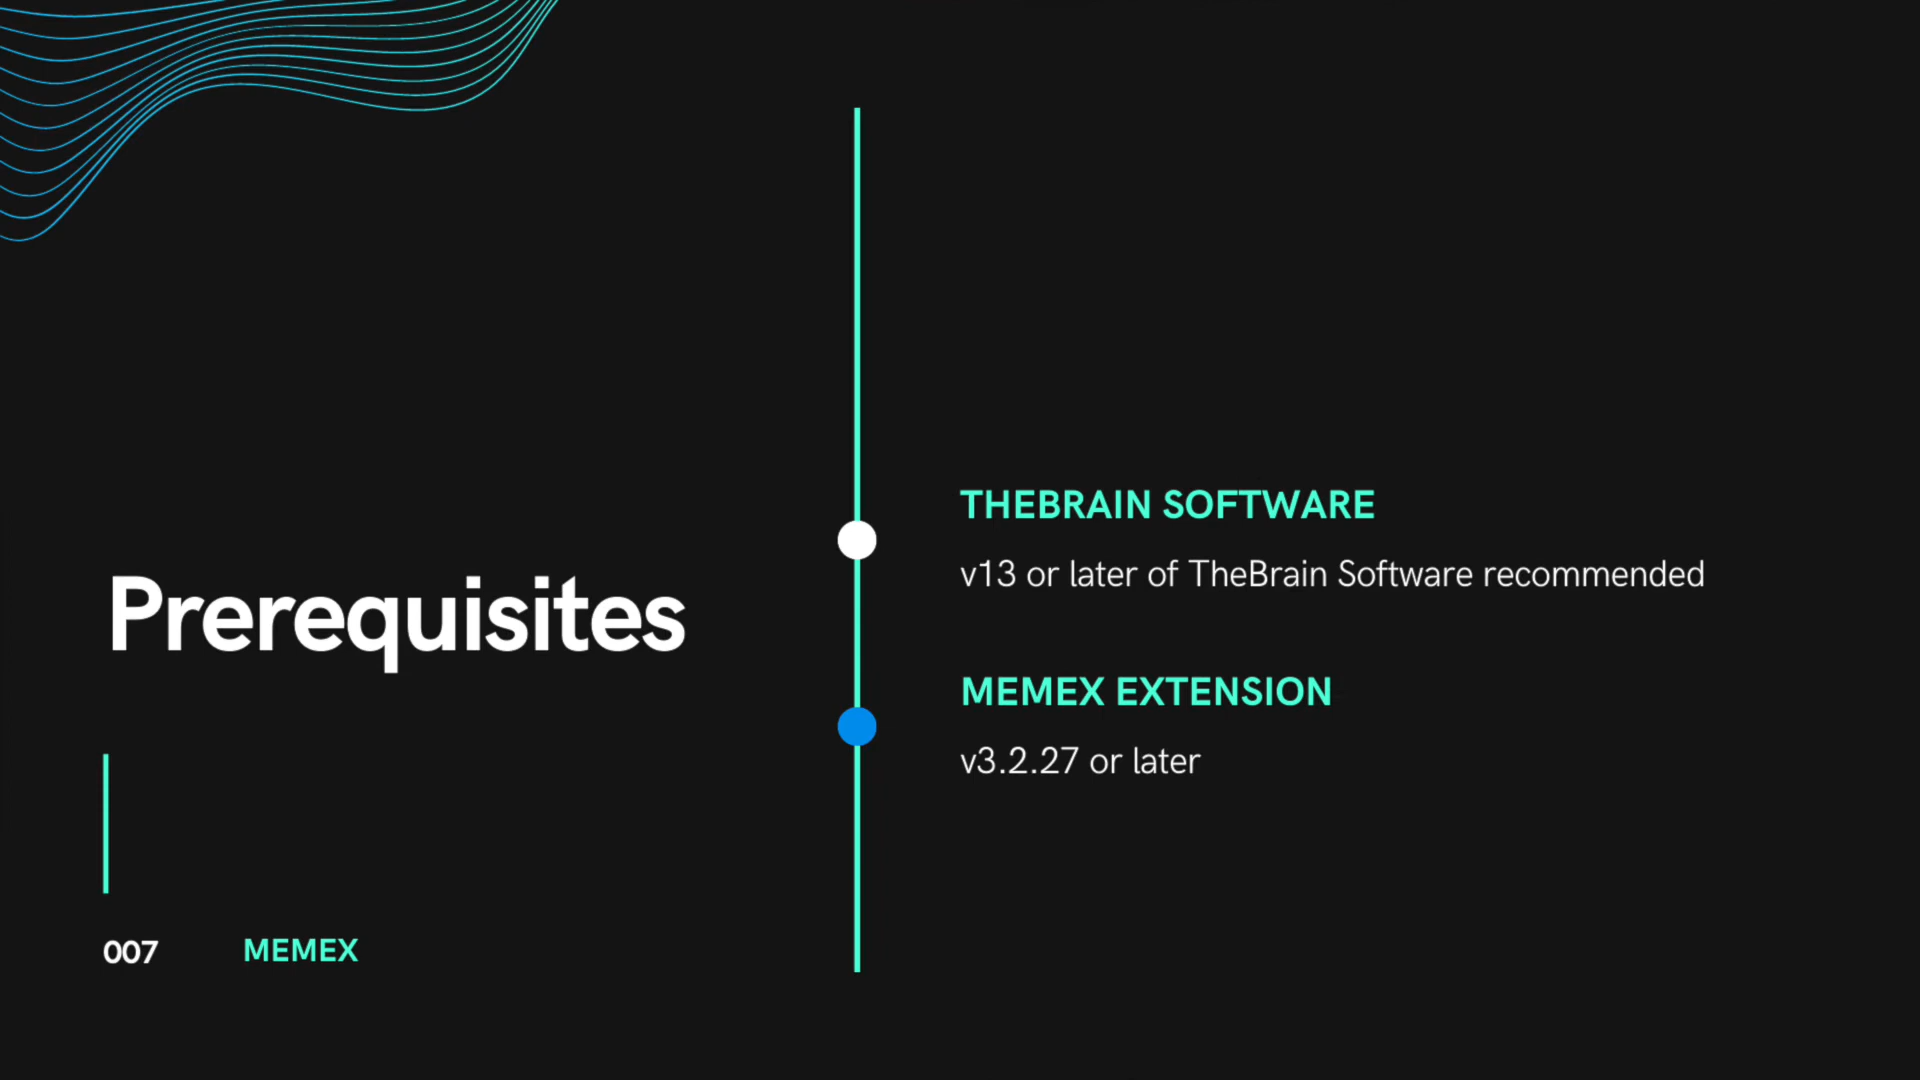 Prerequisites
007
MEMEX
THEBRAIN SOFTWARE
v13 or later of TheBrain Software recommended
MEMEX EXTENSION
v3.2.27 or later